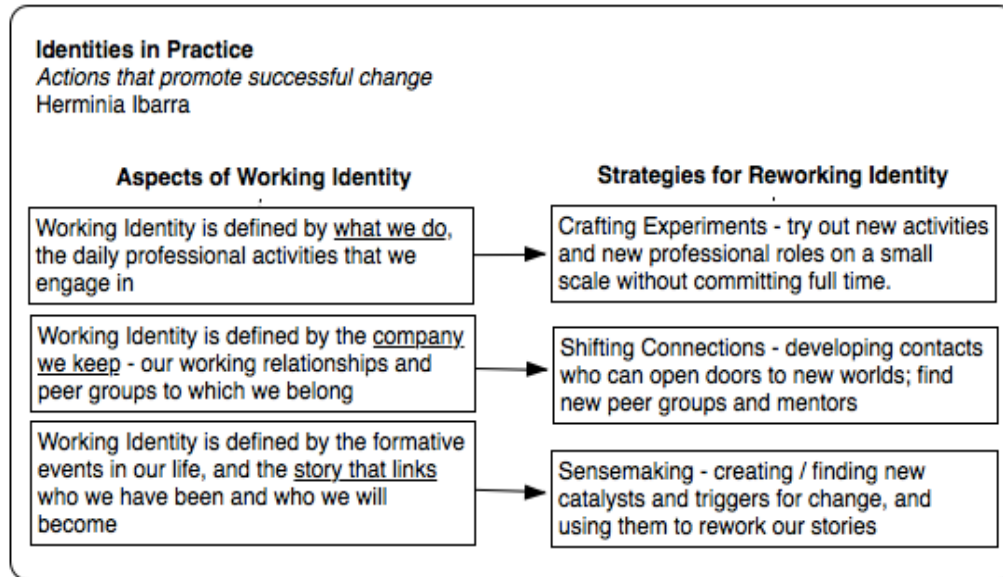 Identities in Practice
Actions that promote successful change
Herminia Ibarra
Aspects of Working Identity
Working Identity is defined by what we do,
the daily professional activities that we
engage in
Working Identity is defined by the company
we keep - our working relationships and
peer groups to which we belong
Working Identity is defined by the formative
events in our life, and the story that links
who we have been and who we will
become
Strategies for Reworking Identity
Crafting Experiments - try out new activities
and new professional roles on a small
scale without committing full time.
Shifting Connections - developing contacts
who can open doors to new worlds; find
new peer groups and mentors
Sensemaking - creating / finding new
catalysts and triggers for change, and
using them to rework our stories